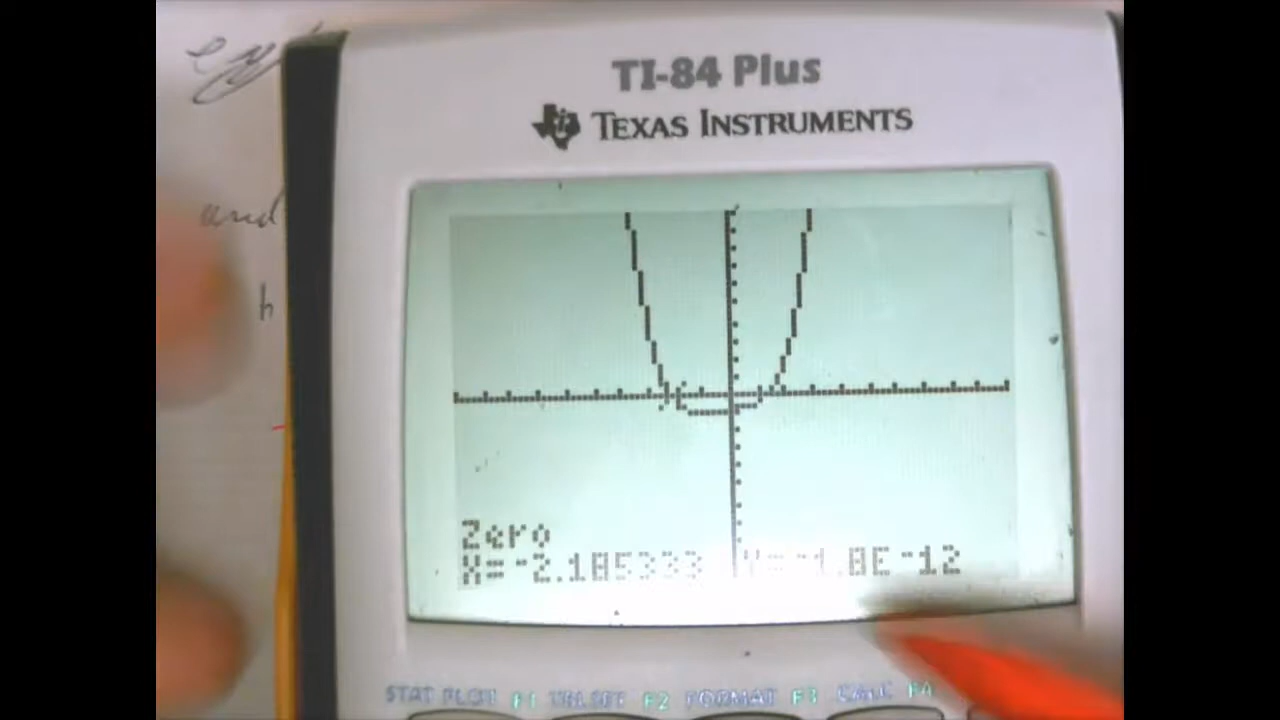 TI-84 Plus
TEXAS INSTRUMENTS
and
h
Zero
X=-2.185333 Y=-1.0E-12
STAT PLOT F1 TBLSET F2 FORMAT F3 CALC F4